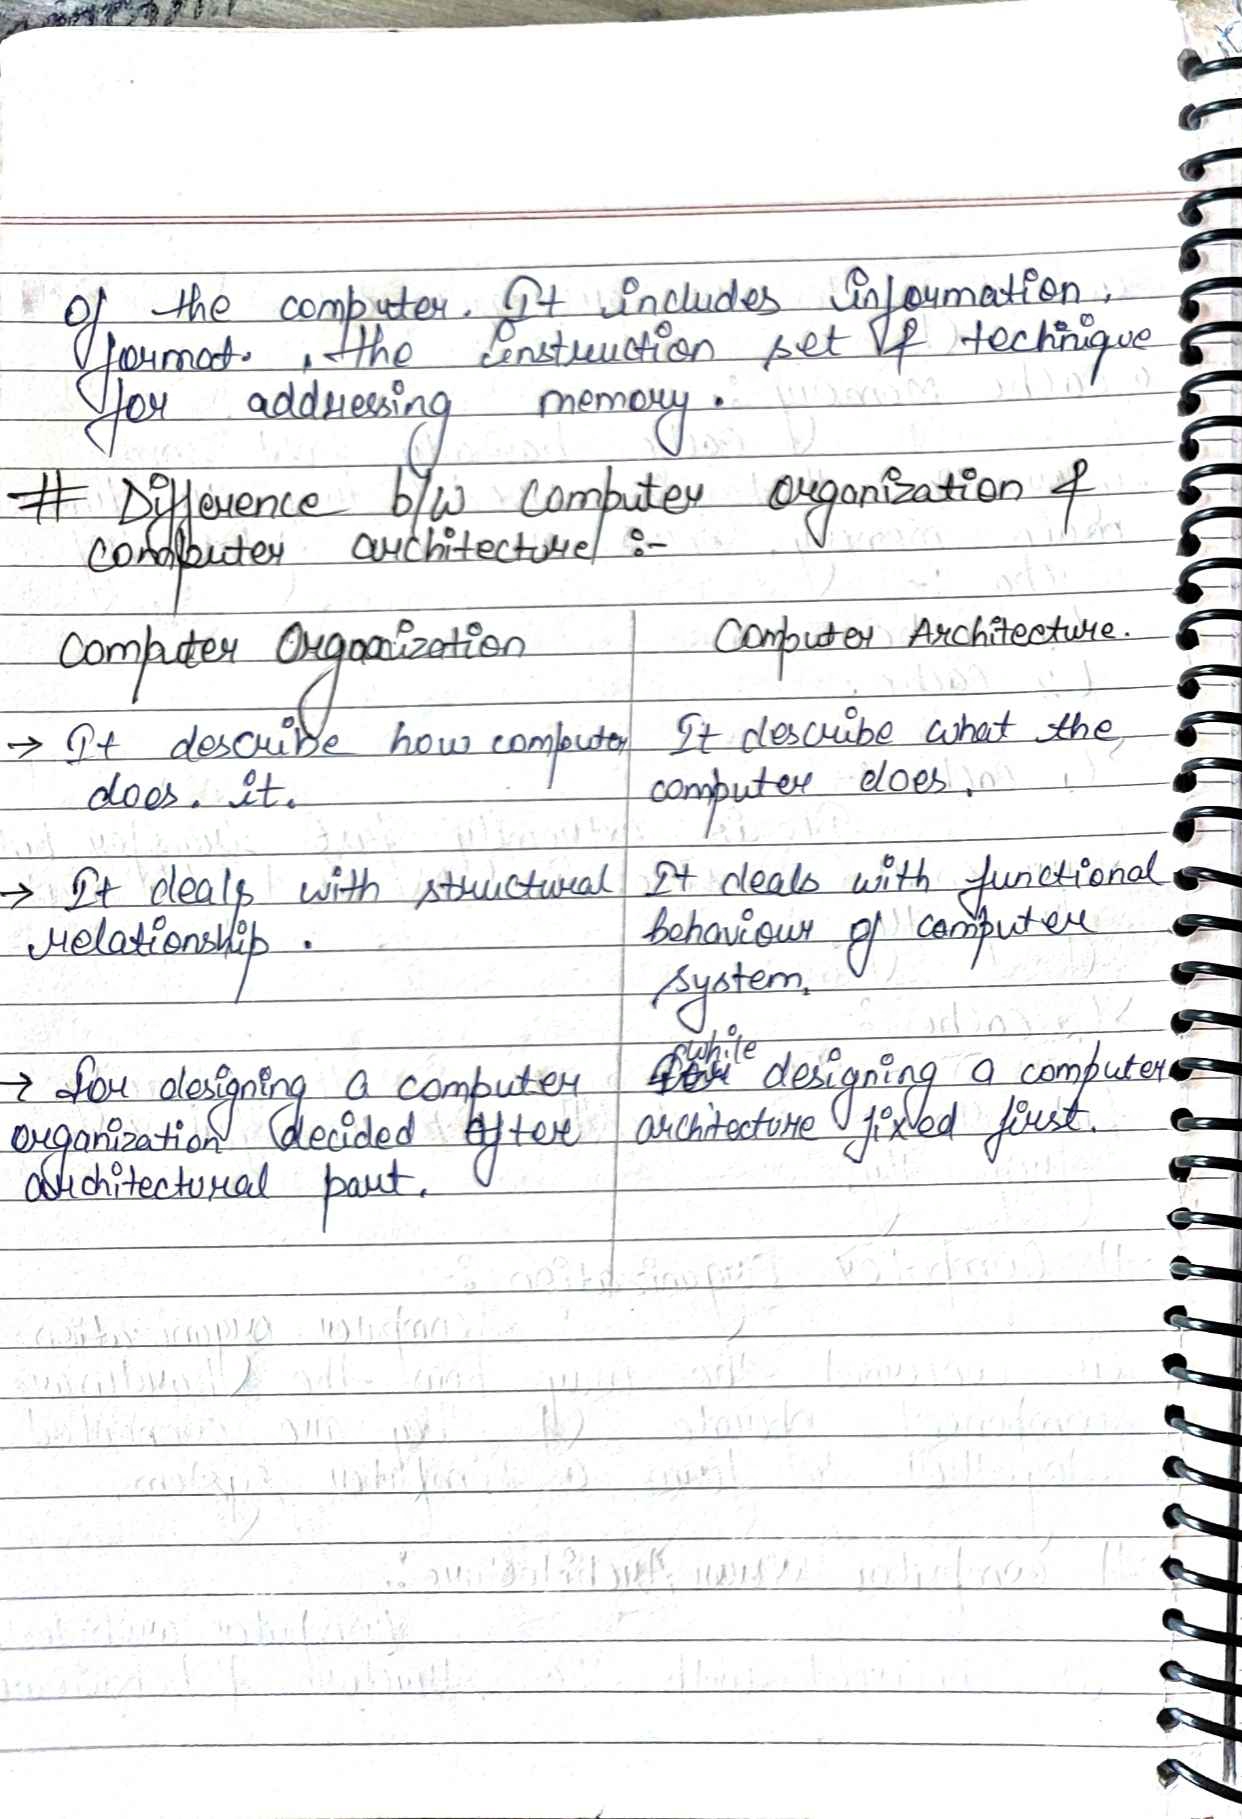 of the computer. It includes information,
format. , the instruction set & technique
for addressing memory.
# Difference b/w computer organization &
computer architecture :-
Computer Organization
Computer Architecture.
→ It describe how computer
does. it.
It describe what the
computer does.
→ It deals with structural
relationship.
It deals with functional
behaviour of computer
system.
→ for designing a computer
organization decided after
architectural part.
while
designing a computer
architecture fixed first.